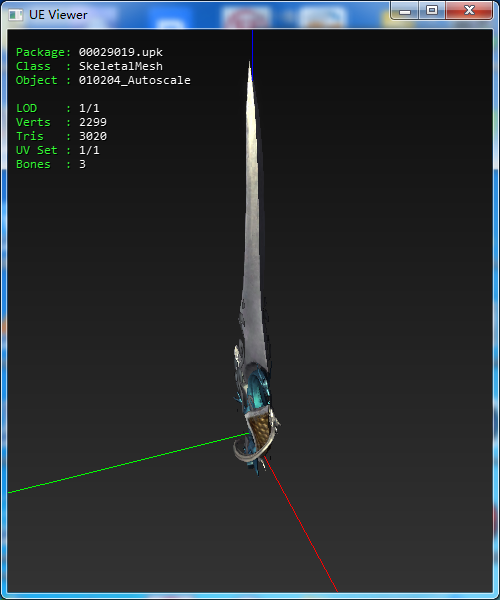 UE Viewer
Package: 00029019.upk
Class : SkeletalMesh
Object : 010204_Autoscale
LOD : 1/1
Verts : 2299
Tris : 3020
UV Set : 1/1
Bones : 3